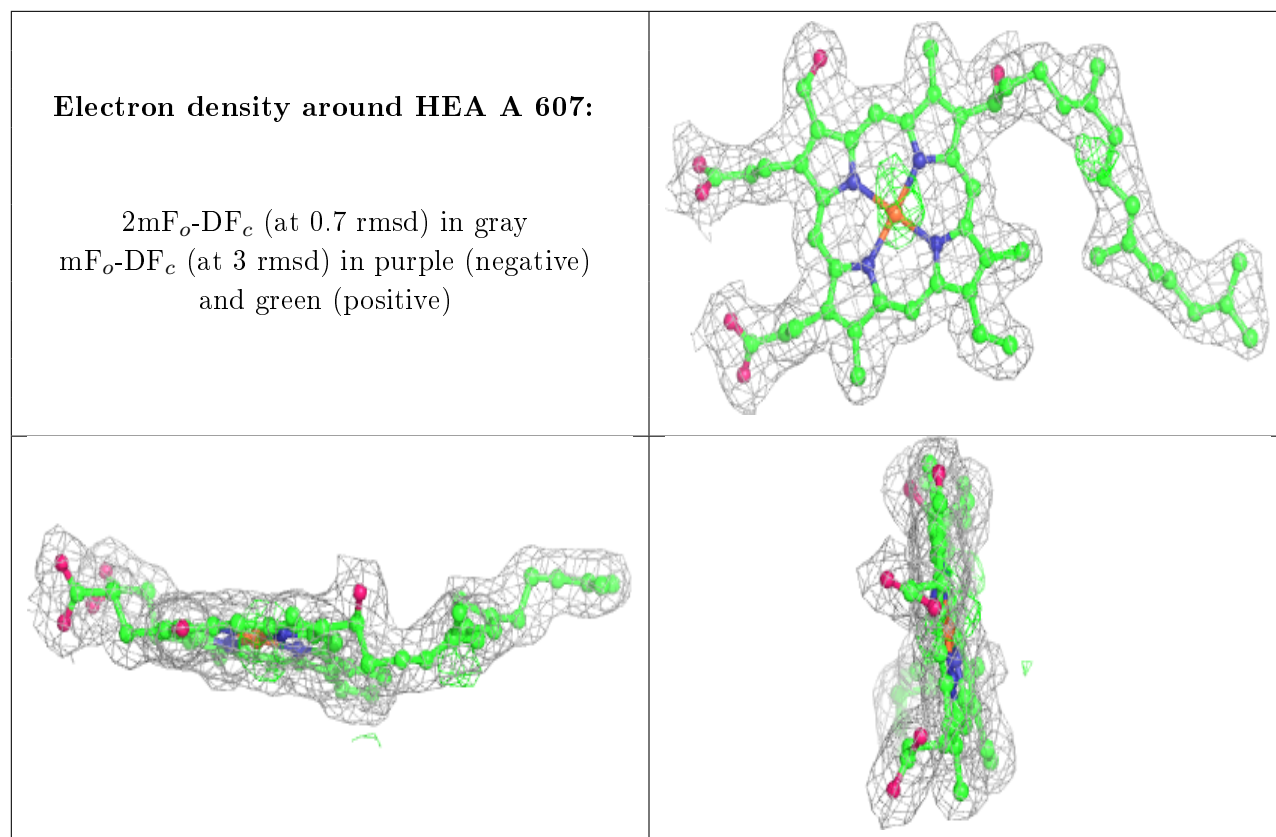 Electron density around HEA A 607:
2mFₒ-DF𝒸 (at 0.7 rmsd) in gray
mFₒ-DF𝒸 (at 3 rmsd) in purple (negative)
and green (positive)